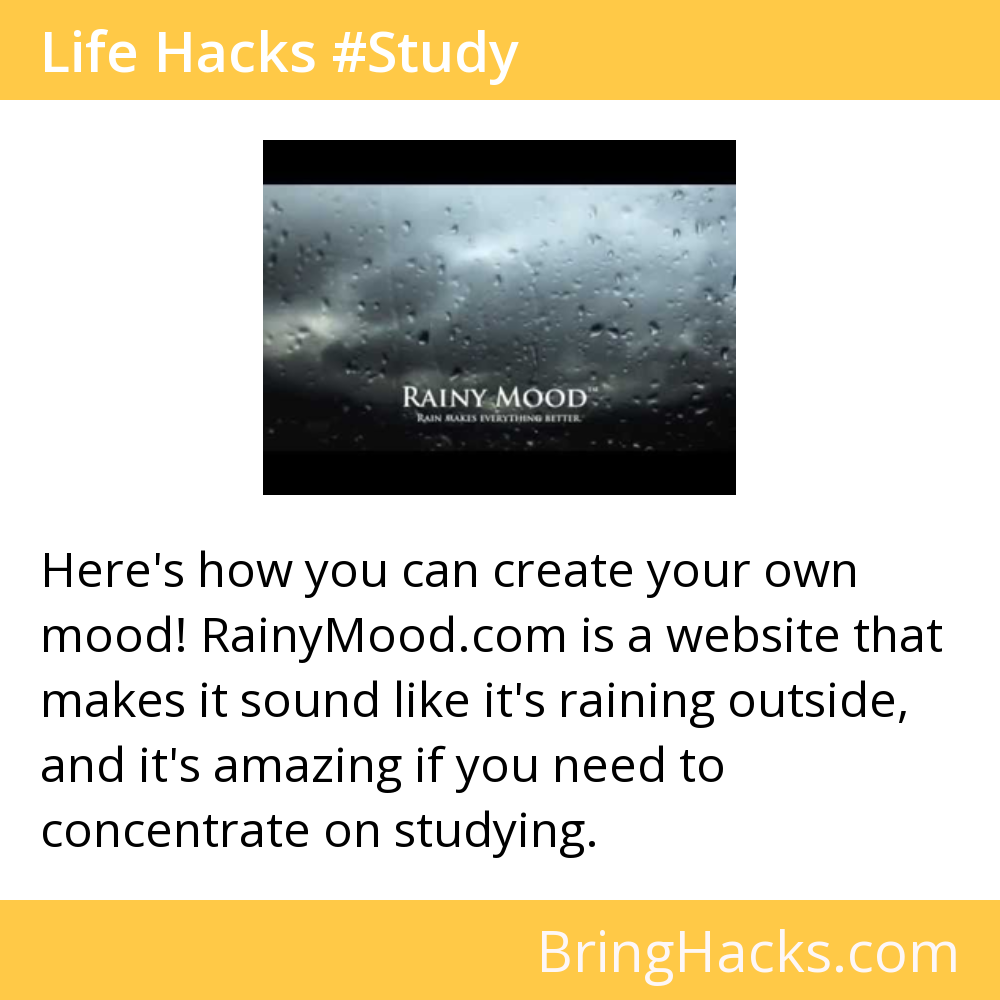 Life Hacks #Study
RAINY MOOD™
RAIN MAKES EVERYTHING BETTER.
Here's how you can create your own
mood! RainyMood.com is a website that
makes it sound like it's raining outside,
and it's amazing if you need to
concentrate on studying.
BringHacks.com